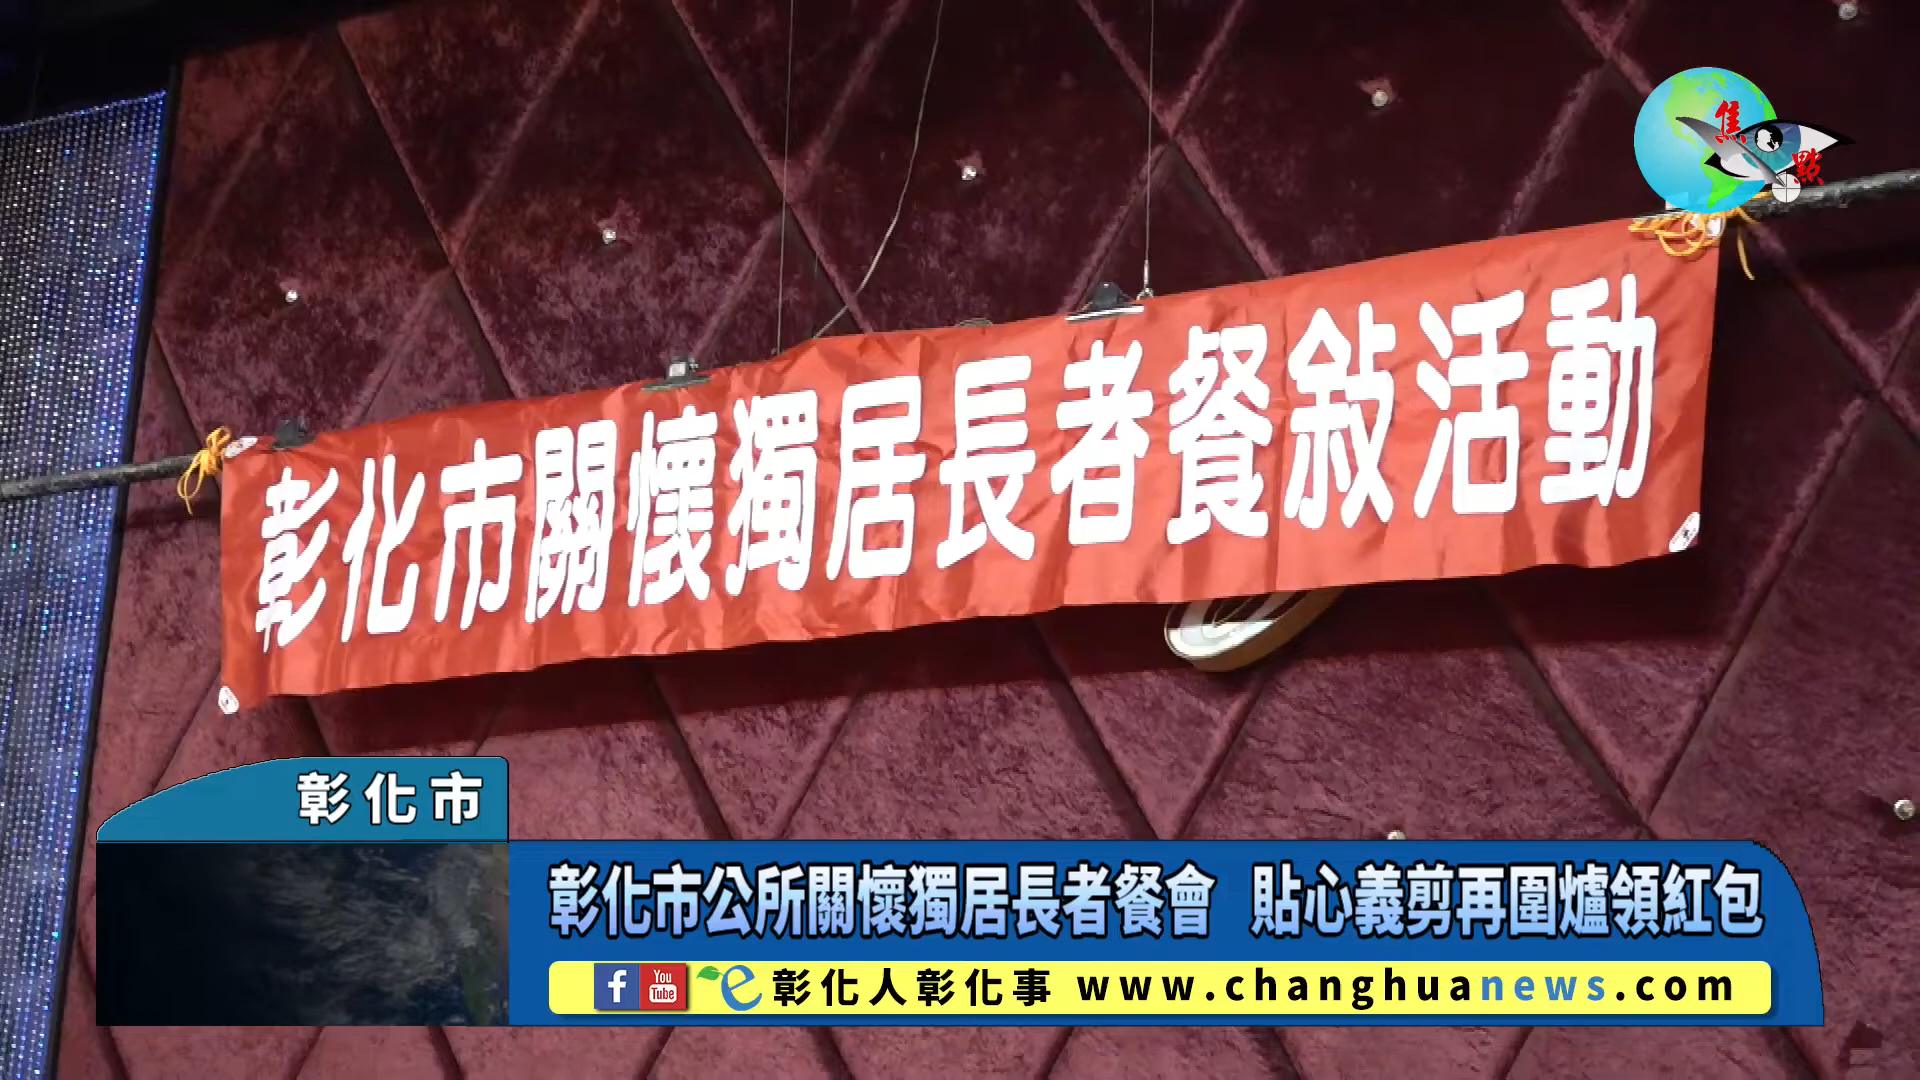 焦
點
彰化市關懷獨居長者餐敍活動
彰化市
彰化市公所關懷獨居長者餐會 貼心義剪再圍爐領紅包
f You Tube e 彰化人彰化事 www.changhuanews.com